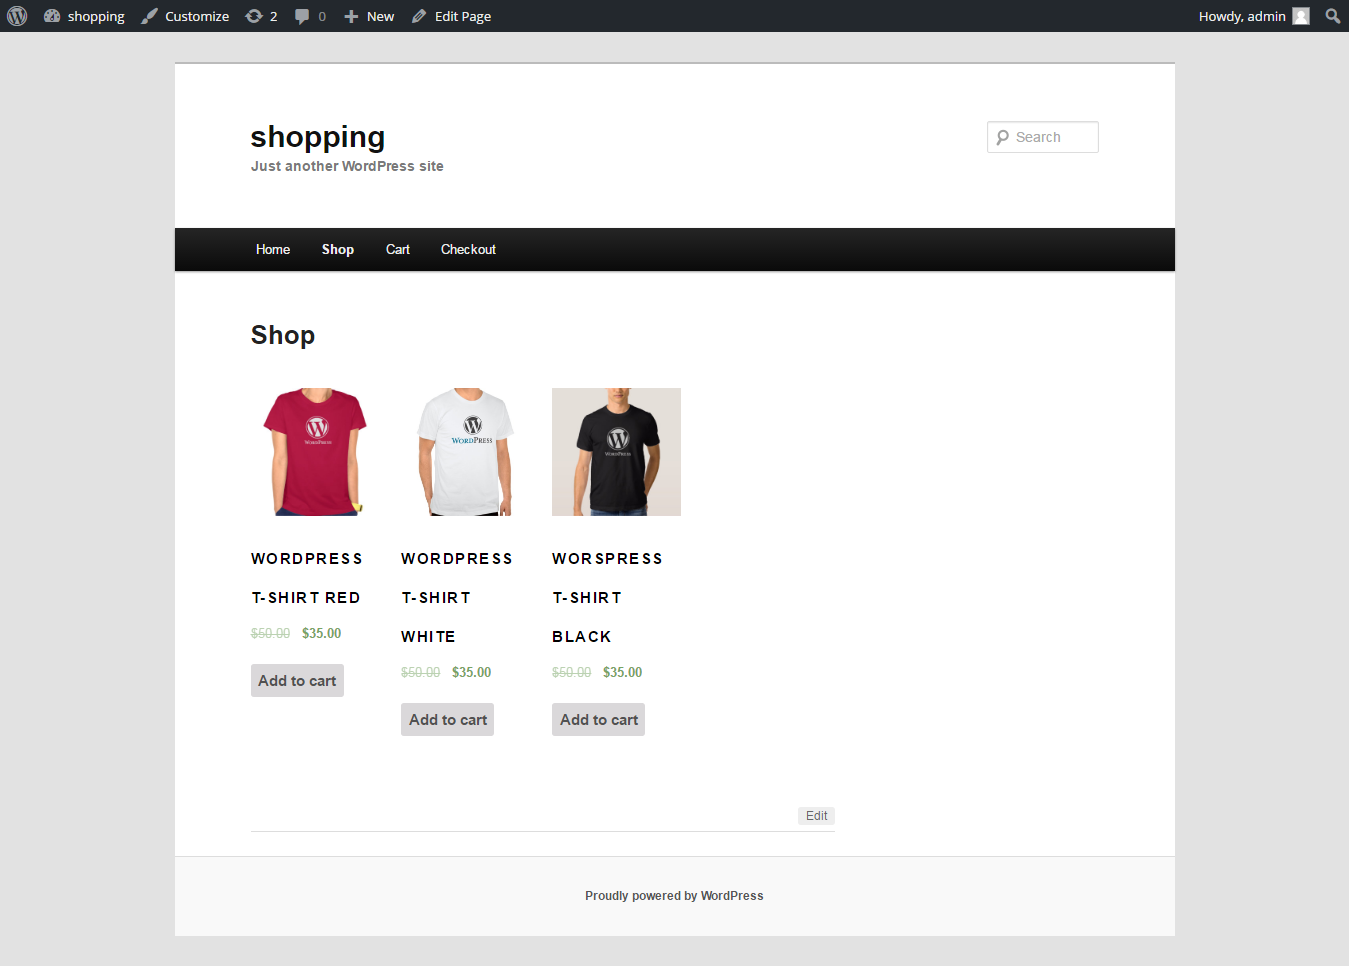 shopping Customize 2 0 New Edit Page Howdy, admin
shopping
Just another WordPress site
Search
Home Shop Cart Checkout
Shop
WORDPRESS
WORDPRESS
WORDPRESS
WORDPRESS T-SHIRT RED
$50.00 $35.00
Add to cart
WORDPRESS T-SHIRT WHITE
$50.00 $35.00
Add to cart
WORSPRESS T-SHIRT BLACK
$50.00 $35.00
Add to cart
Edit
Proudly powered by WordPress